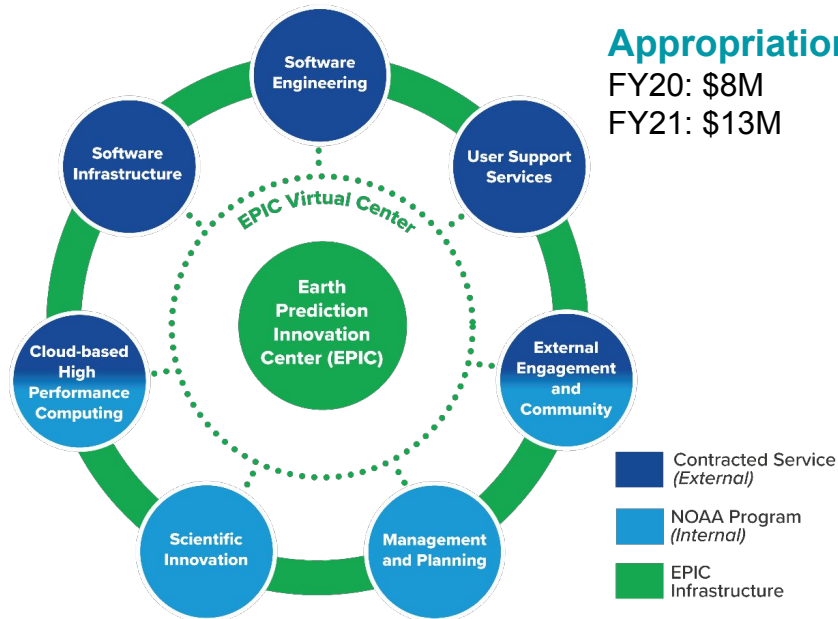 Appropriation
FY20: $8M
FY21: $13M
Software
Engineering
User Support
Services
Software
Infrastructure
EPIC Virtual Center
Earth
Prediction
Innovation
Center (EPIC)
Cloud-based
High
Performance
Computing
External
Engagement
and
Community
Scientific
Innovation
Management
and Planning
Contracted Service
(External)
NOAA Program
(Internal)
EPIC
Infrastructure